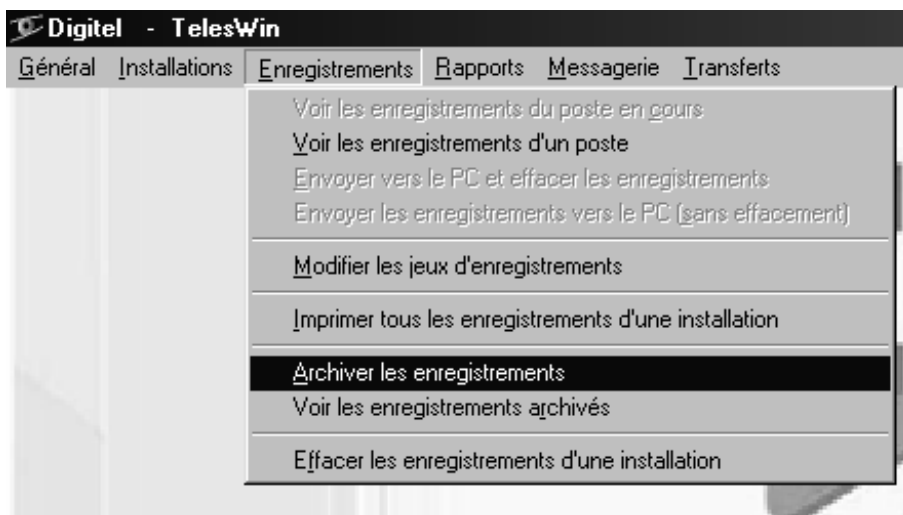 Digitel - TelesWin
Général Installations Enregistrements Rapports Messagerie Transferts
Voir les enregistrements du poste en cours
Voir les enregistrements d'un poste
Envoyer vers le PC et effacer les enregistrements
Envoyer les enregistrements vers le PC (sans effacement)
Modifier les jeux d'enregistrements
Imprimer tous les enregistrements d'une installation
Archiver les enregistrements
Voir les enregistrements archivés
Effacer les enregistrements d'une installation